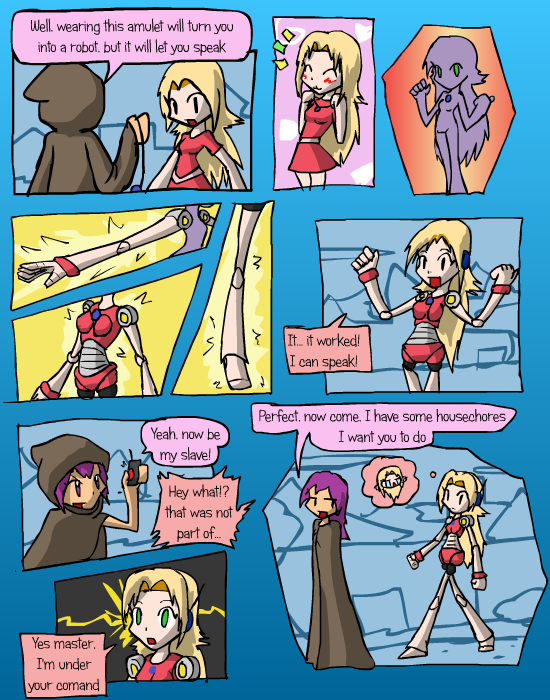 Well, wearing this amulet will turn you
into a robot, but it will let you speak
It... it worked!
I can speak!
Yeah, now be
my slave!
Hey what!?
that was not
part of...
Yes master,
I'm under
your comand
Perfect, now come. I have some housechores
I want you to do